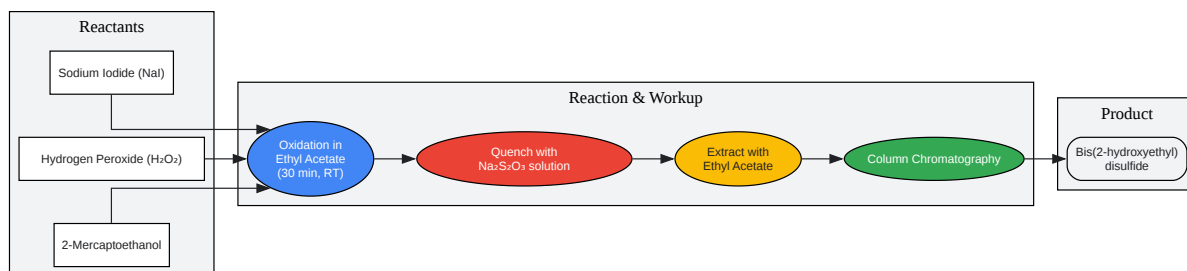 Reactants
Sodium Iodide (NaI)
Hydrogen Peroxide (H₂O₂)
2-Mercaptoethanol
Reaction & Workup
Oxidation in
Ethyl Acetate
(30 min, RT)
Quench with
Na₂S₂O₃ solution
Extract with
Ethyl Acetate
Column Chromatography
Product
Bis(2-hydroxyethyl)
disulfide